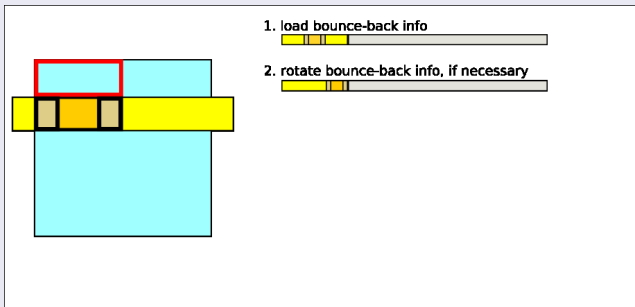 1. load bounce-back info
2. rotate bounce-back info, if necessary